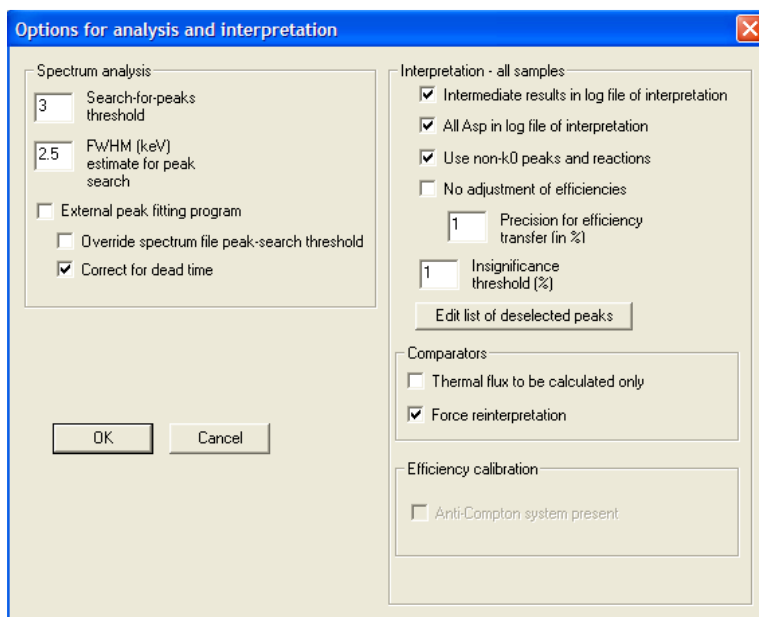 Options for analysis and interpretation
Spectrum analysis
3
Search-for-peaks
threshold
2.5
FWHM (keV)
estimate for peak
search
External peak fitting program
Override spectrum file peak-search threshold
Correct for dead time
OK
Cancel
Interpretation - all samples
Intermediate results in log file of interpretation
All Asp in log file of interpretation
Use non-k0 peaks and reactions
No adjustment of efficiencies
1
Precision for efficiency
transfer (in %)
1
Insignificance
threshold (%)
Edit list of deselected peaks
Comparators
Thermal flux to be calculated only
Force reinterpretation
Efficiency calibration
Anti-Compton system present